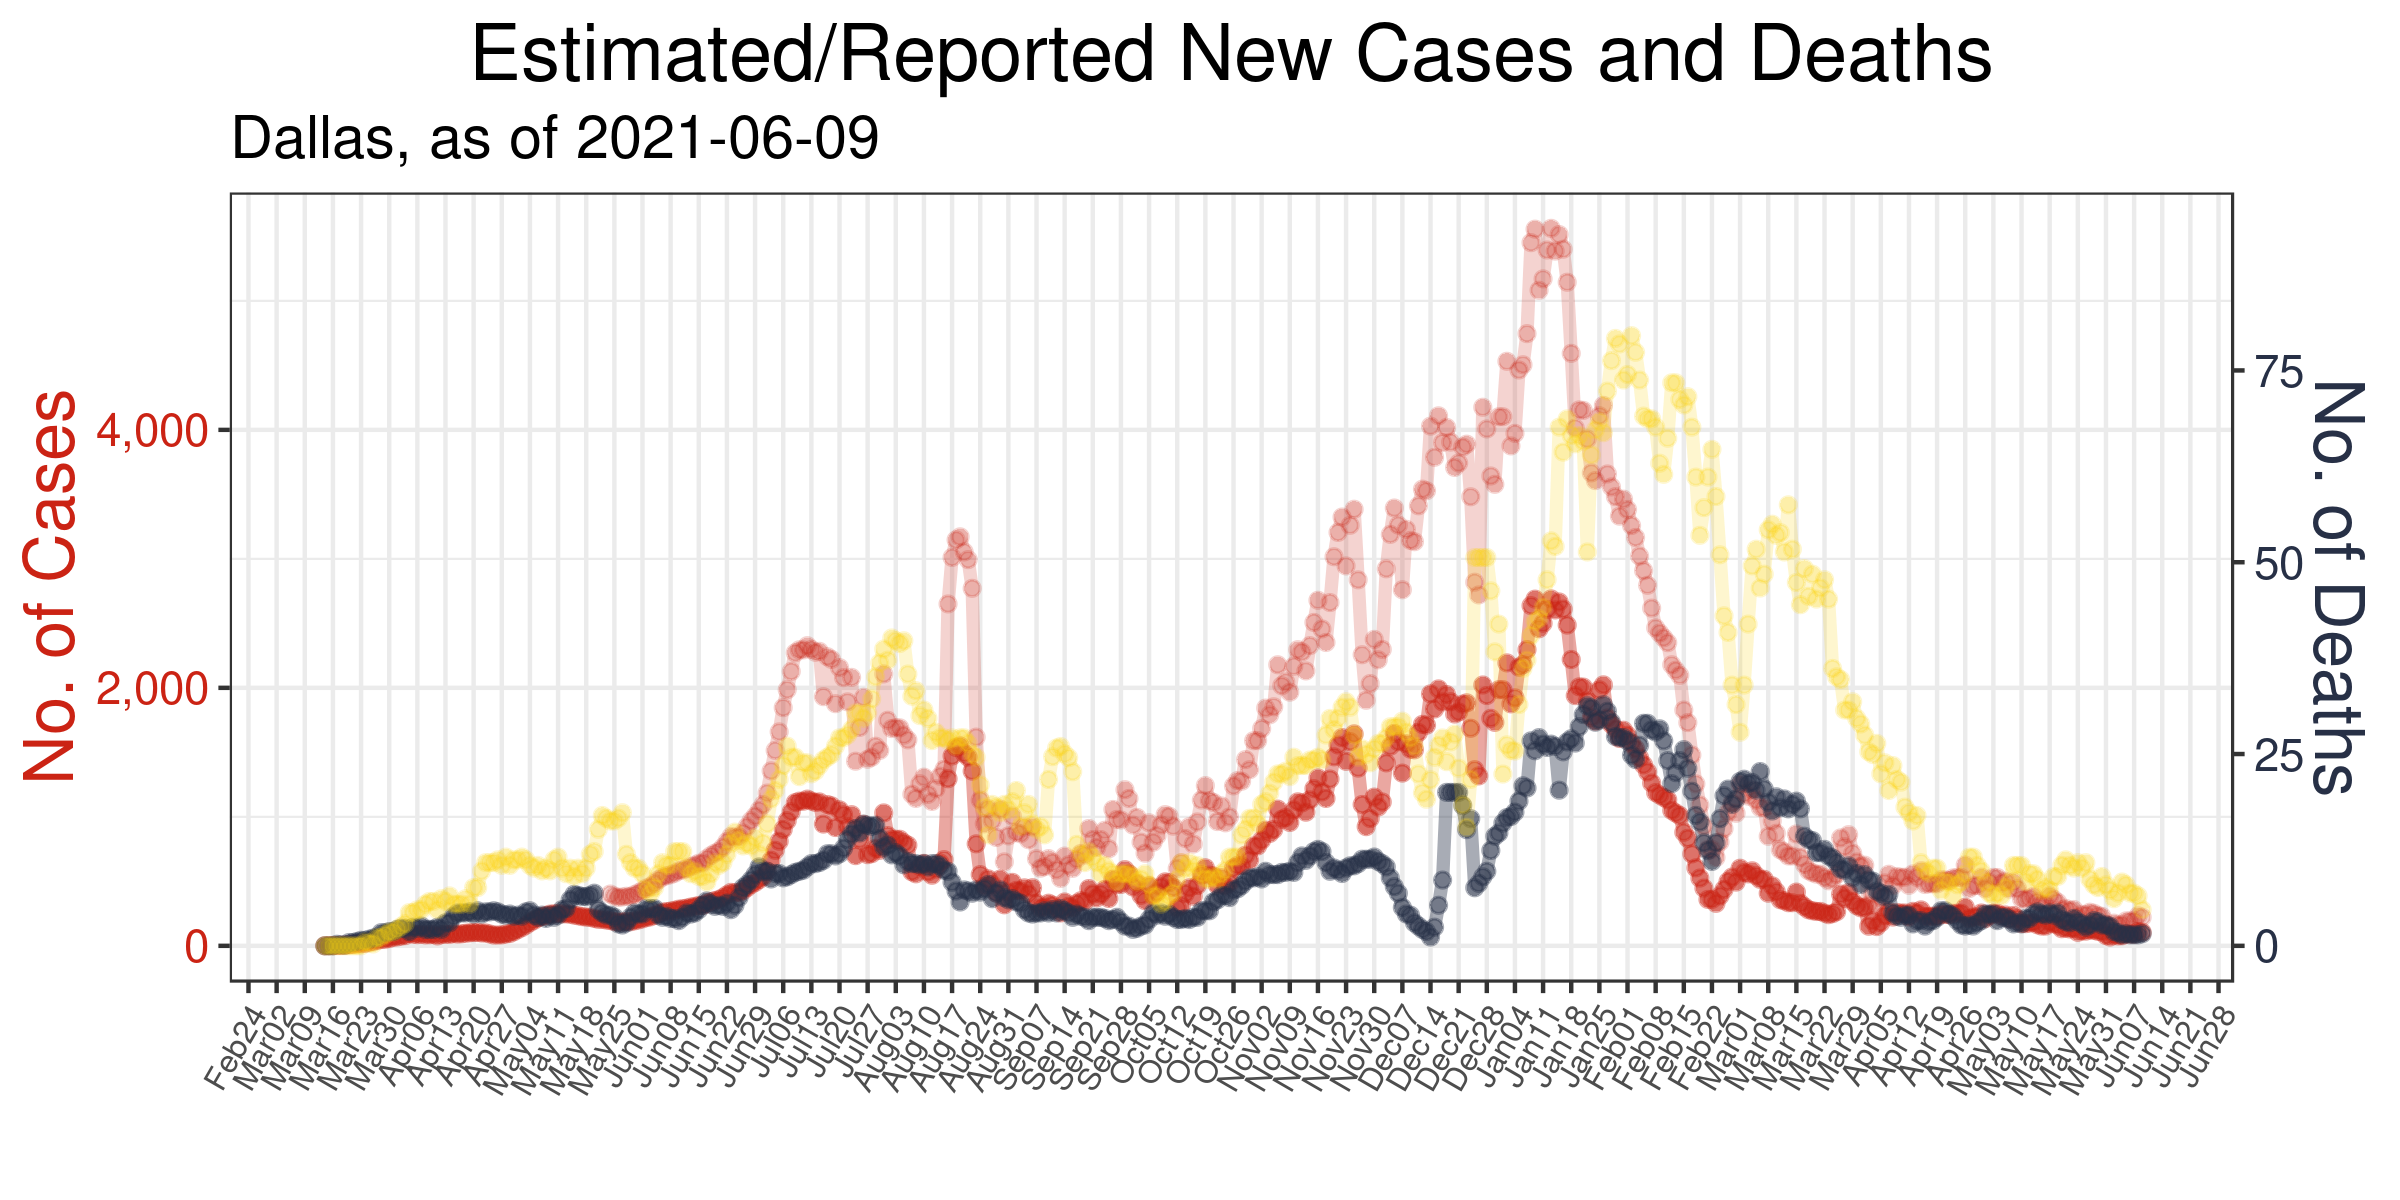 Estimated/Reported New Cases and Deaths
Dallas, as of 2021-06-09
No. of Cases
4,000
2,000
0
75
50
25
0
No. of Deaths
Feb24
Mar02
Mar09
Mar16
Mar23
Mar30
Apr06
Apr13
Apr20
Apr27
May04
May11
May18
May25
Jun01
Jun08
Jun15
Jun22
Jun29
Jul06
Jul13
Jul20
Jul27
Aug03
Aug10
Aug17
Aug24
Aug31
Sep07
Sep14
Sep21
Sep28
Oct05
Oct12
Oct19
Oct26
Nov02
Nov09
Nov16
Nov23
Nov30
Dec07
Dec14
Dec21
Dec28
Jan04
Jan11
Jan18
Jan25
Feb01
Feb08
Feb15
Feb22
Mar01
Mar08
Mar15
Mar22
Mar29
Apr05
Apr12
Apr19
Apr26
May03
May10
May17
May24
May31
Jun07
Jun14
Jun21
Jun28